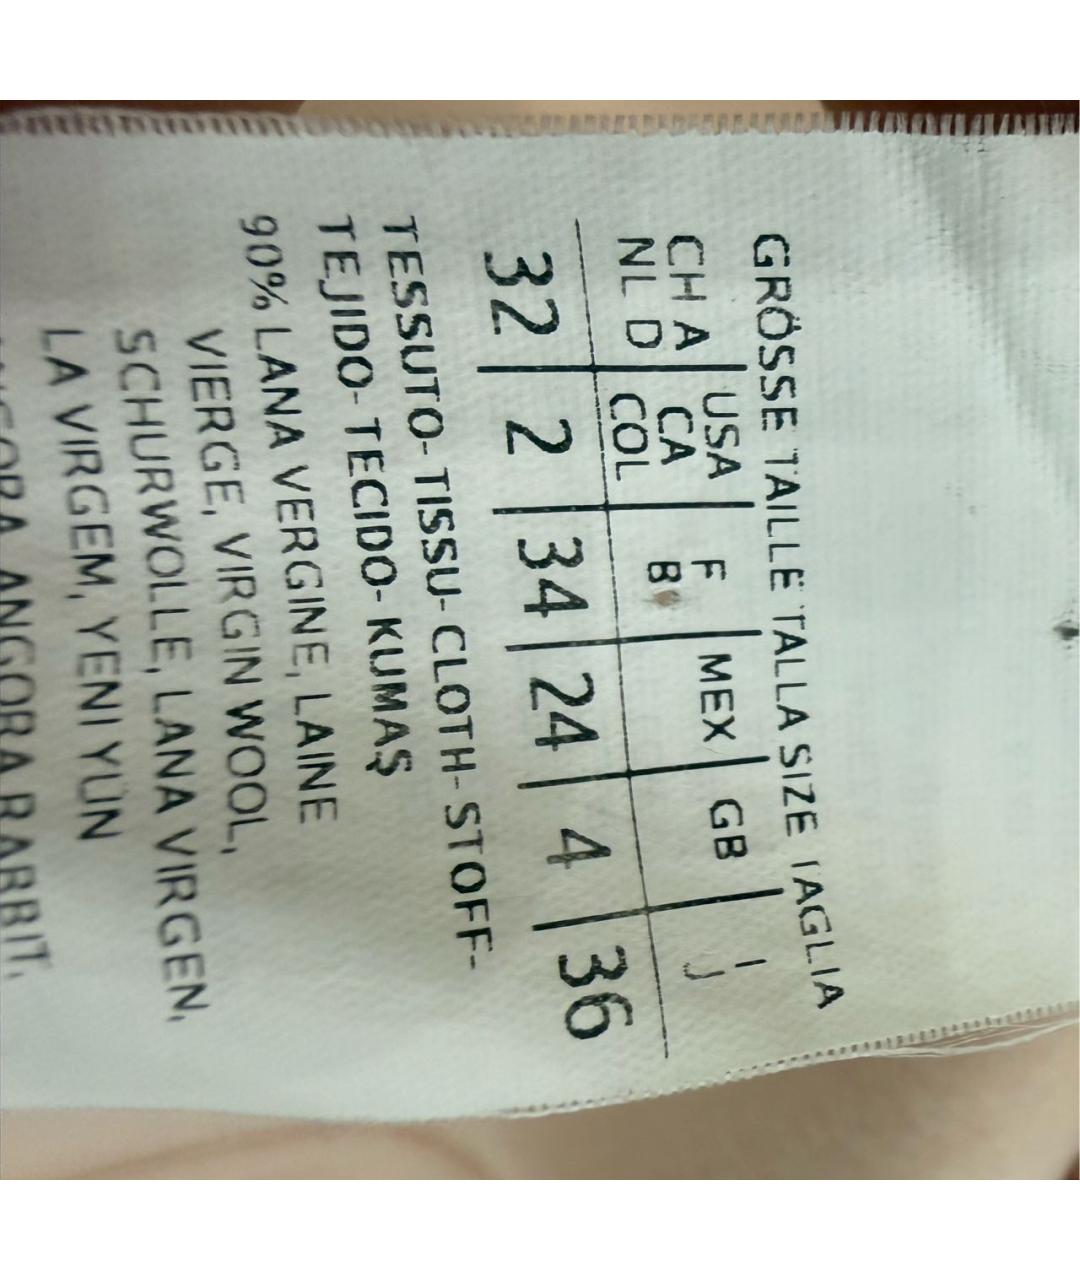 GRÖSSE TAILLE TALLA SIZE TAGLIA
CH A USA F MEX GB I
NL D CA B J
COL
32 2 34 24 4 36
TESSUTO- TISSU- CLOTH- STOFF-
TEJIDO- TECIDO- KUMAŞ
90% LANA VERGINE, LAINE
VIERGE, VIRGIN WOOL,
SCHURWOLLE, LANA VIRGEN,
LA VIRGEM, YENI YÜN
ANGORA RABBIT,